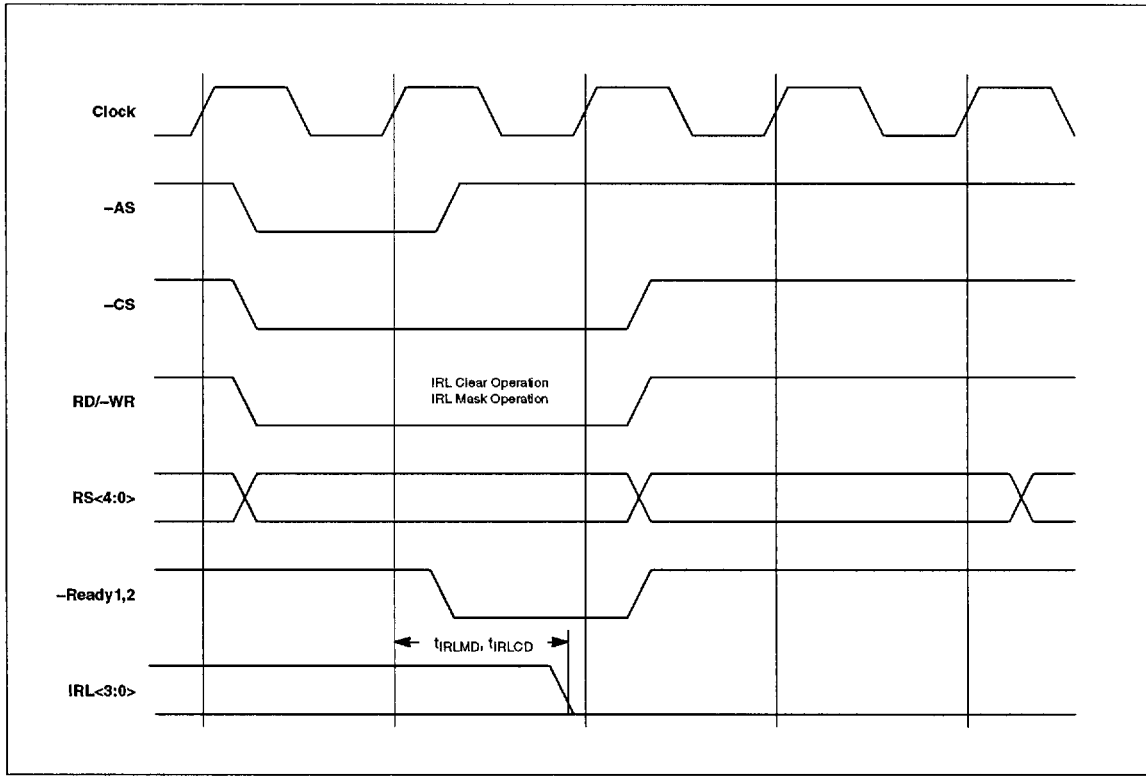 Clock
–AS
–CS
IRL Clear Operation
IRL Mask Operation
RD/–WR
RS<4:0>
–Ready1,2
tIRLMD, tIRLCD
IRL<3:0>